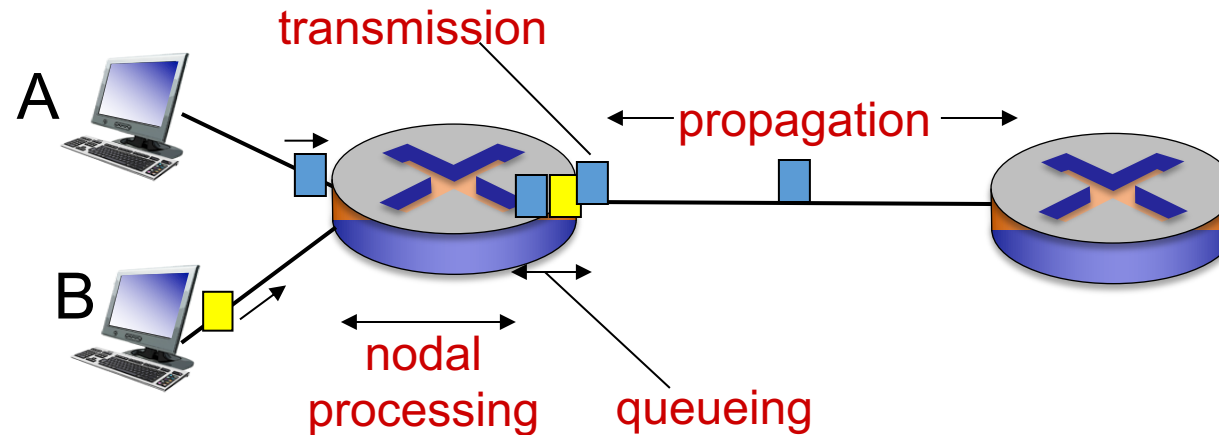 transmission
A
propagation
B
nodal
processing
queueing